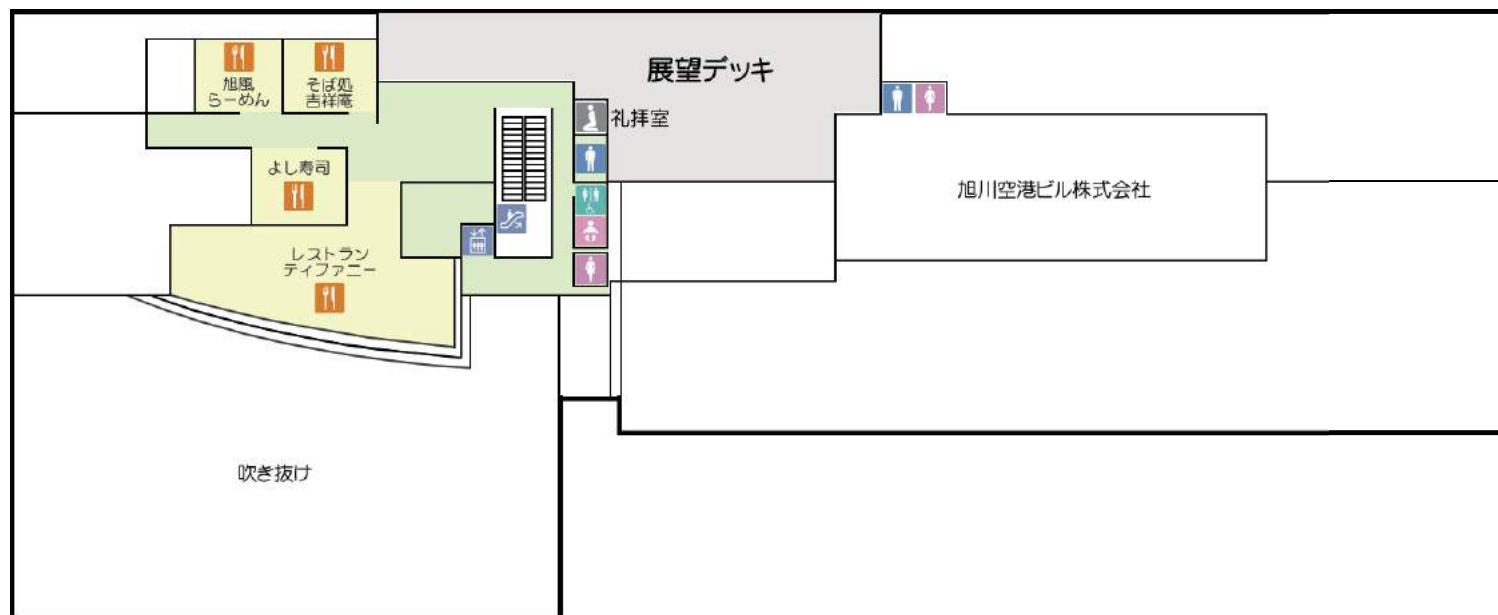 展望デッキ
旭風
らーめん
そば処
吉祥庵
礼拝室
よし寿司
旭川空港ビル株式会社
レストラン
ティファニー
吹き抜け